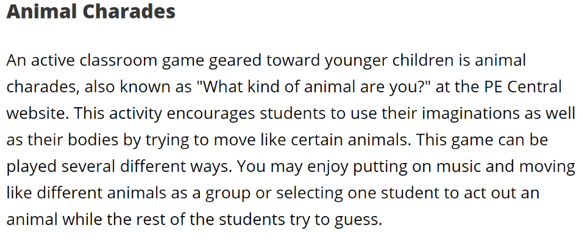 Animal Charades
An active classroom game geared toward younger children is animal
charades, also known as "What kind of animal are you?" at the PE Central
website. This activity encourages students to use their imaginations as well
as their bodies by trying to move like certain animals. This game can be
played several different ways. You may enjoy putting on music and moving
like different animals as a group or selecting one student to act out an
animal while the rest of the students try to guess.